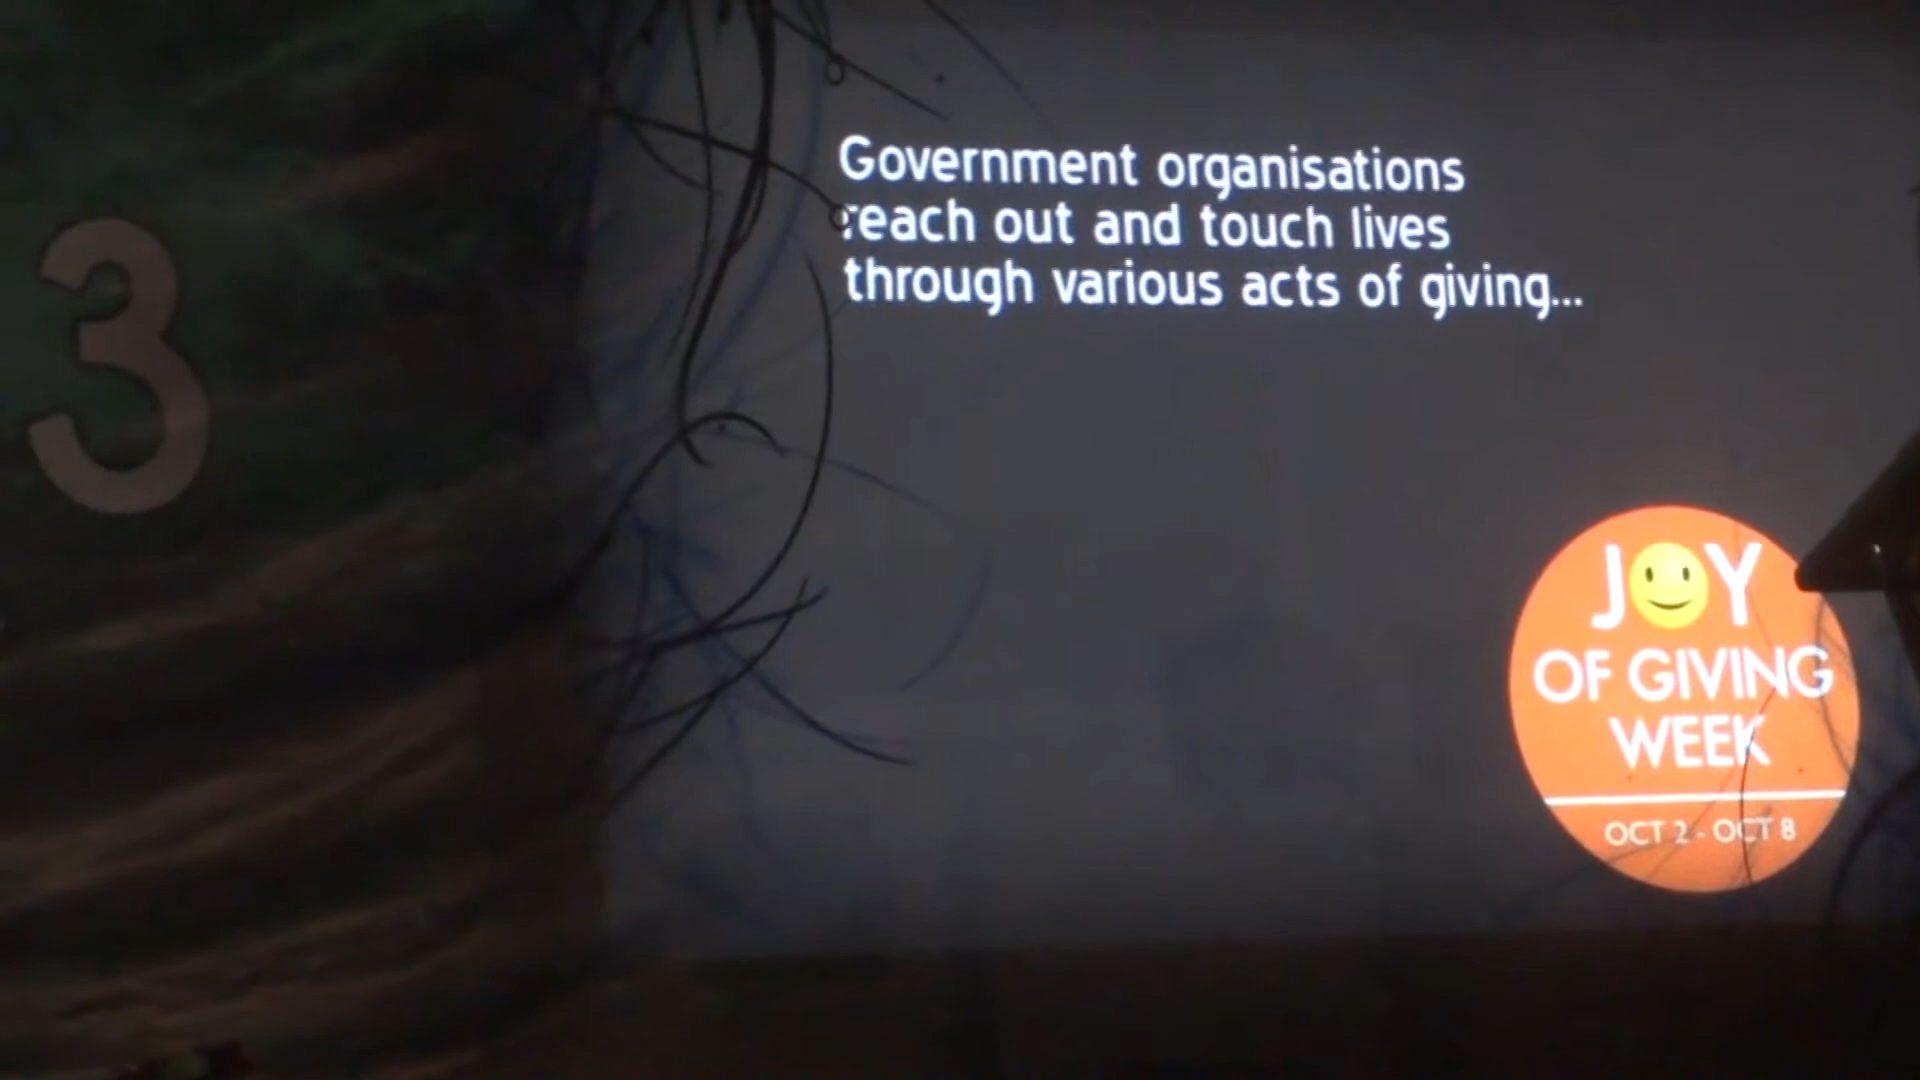 3
Government organisations
reach out and touch lives
through various acts of giving...
JOY
OF GIVING
WEEK
OCT 2 - OCT 8